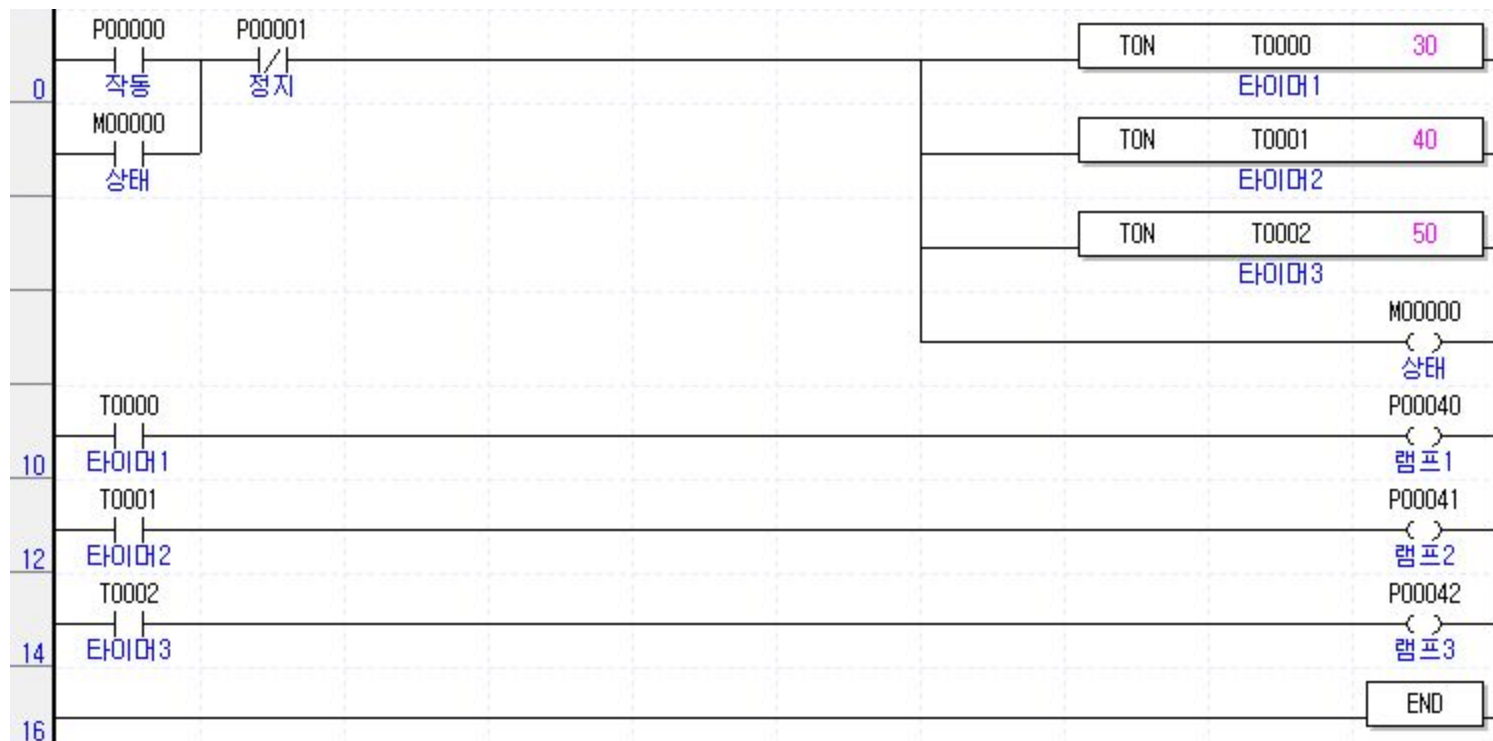 P00000 P00001
TON T0000 30
0 작동 정지
타이머1
M00000
TON T0001 40
상태
타이머2
TON T0002 50
타이머3
M00000
상태
T0000 P00040
10 타이머1 램프1
T0001 P00041
12 타이머2 램프2
T0002 P00042
14 타이머3 램프3
END
16